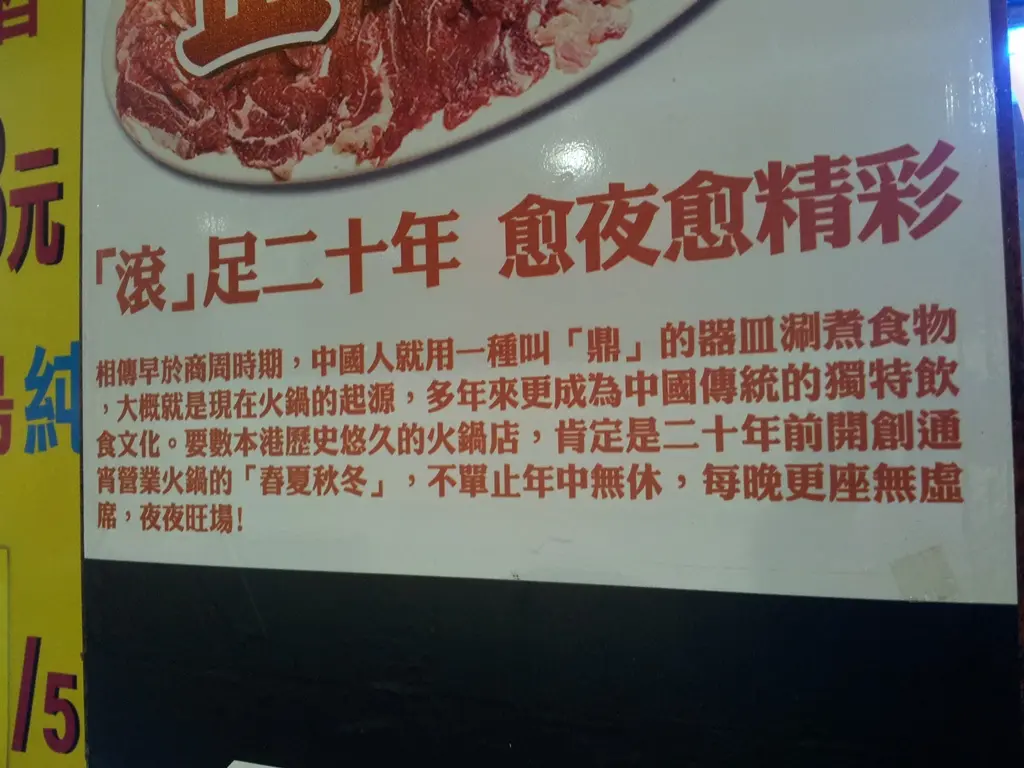 元
純
/5
「滾」足二十年 愈夜愈精彩
相傳早於商周時期，中國人就用一種叫「鼎」的器皿涮煮食物
，大概就是現在火鍋的起源，多年來更成為中國傳統的獨特飲
食文化。要數本港歷史悠久的火鍋店，肯定是二十年前開創通
宵營業火鍋的「春夏秋冬」，不單止年中無休，每晚更座無虛
席，夜夜旺場!